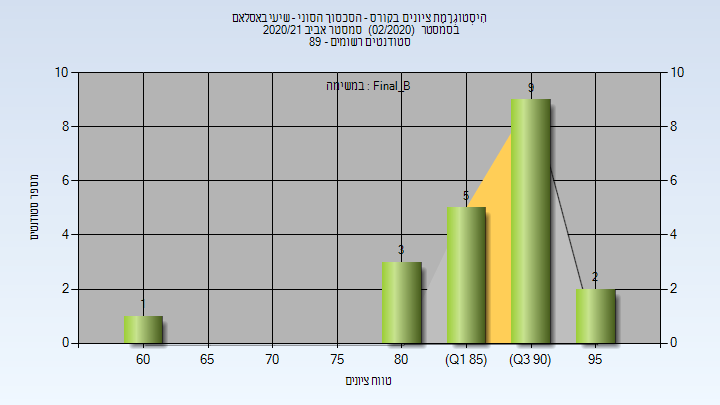 היסטוגרמת ציונים בקורס - הסכסוך הסוני - שיעי באסלאם
בסמסטר (02/2020) סמסטר אביב 2020/21
סטודנטים רשומים - 89
במשימה : Final_B
מספר סטודנטים
10 10
8 8
6 6
4 4
2 2
0 0
1 3 5 9 2
60 65 70 75 80 (Q1 85) (Q3 90) 95
טווח ציונים